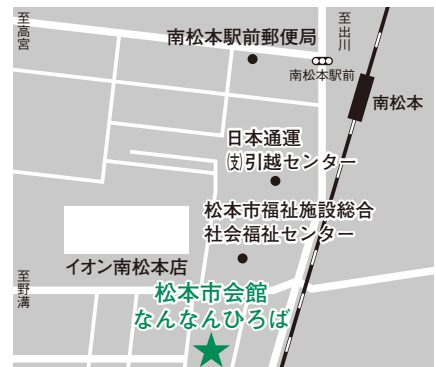 至高宮
至出川
南松本駅前郵便局
南松本駅前
南松本
日本通運
㈳引越センター
松本市福祉施設総合
社会福祉センター
イオン南松本店
至野溝
松本市会館
なんなんひろば